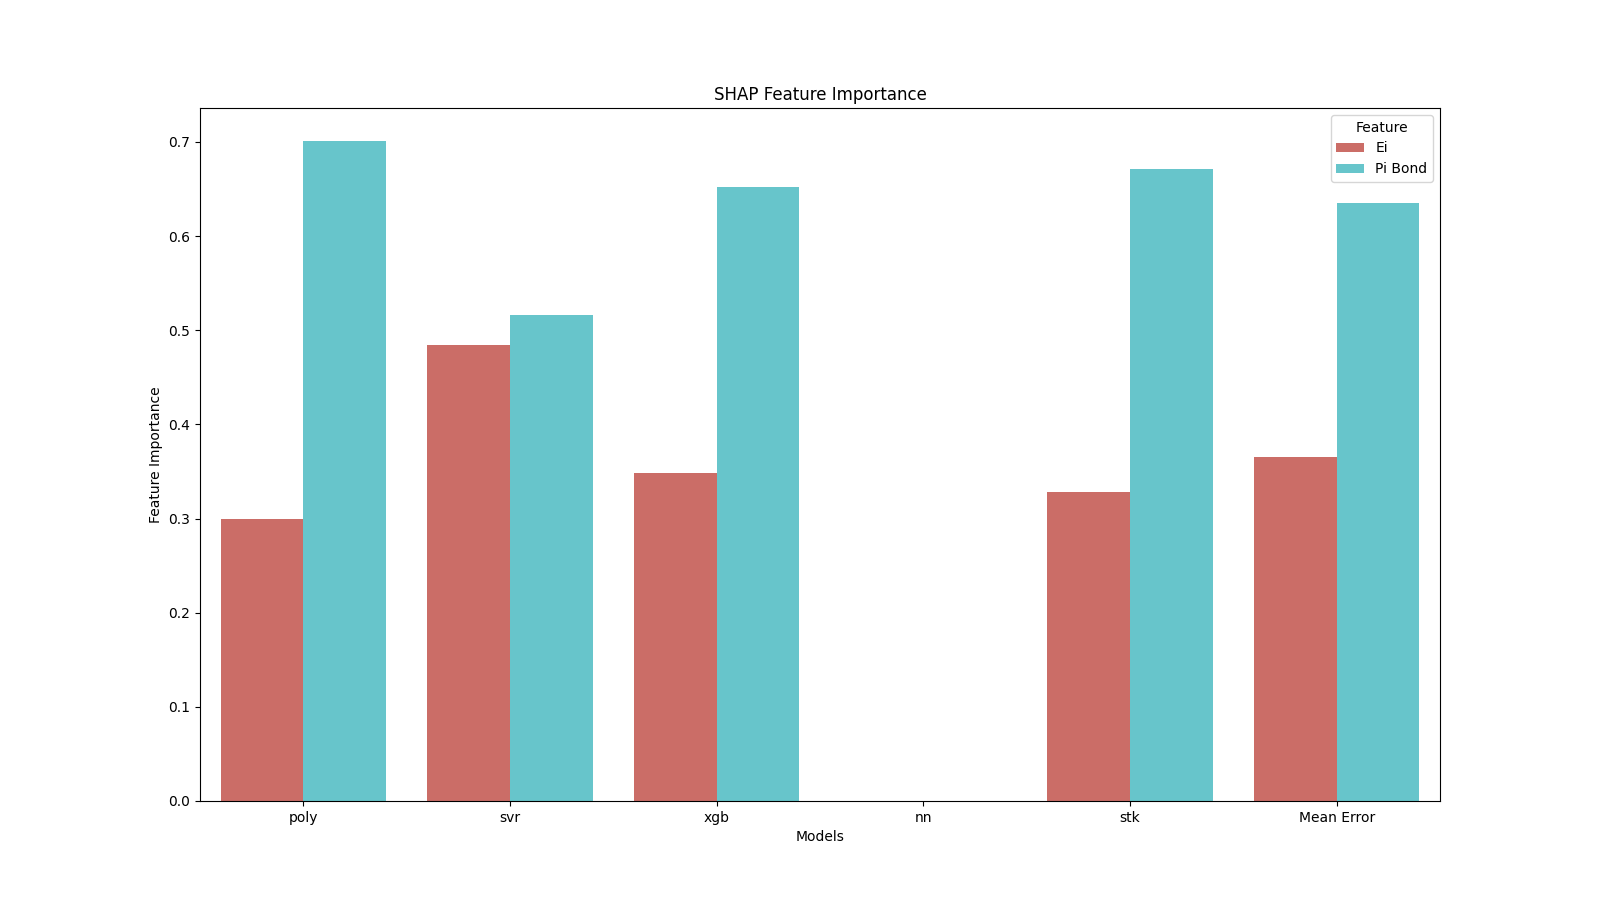 SHAP Feature Importance
Feature
Ei
Pi Bond
Feature Importance
0.7
0.6
0.5
0.4
0.3
0.2
0.1
0.0
poly svr xgb nn stk Mean Error
Models